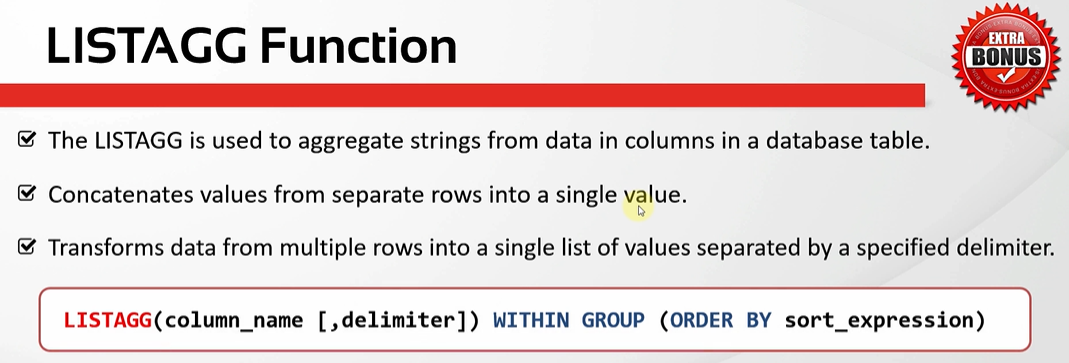 LISTAGG Function
EXTRA
BONUS
The LISTAGG is used to aggregate strings from data in columns in a database table.
Concatenates values from separate rows into a single value.
Transforms data from multiple rows into a single list of values separated by a specified delimiter.
LISTAGG(column_name [,delimiter]) WITHIN GROUP (ORDER BY sort_expression)